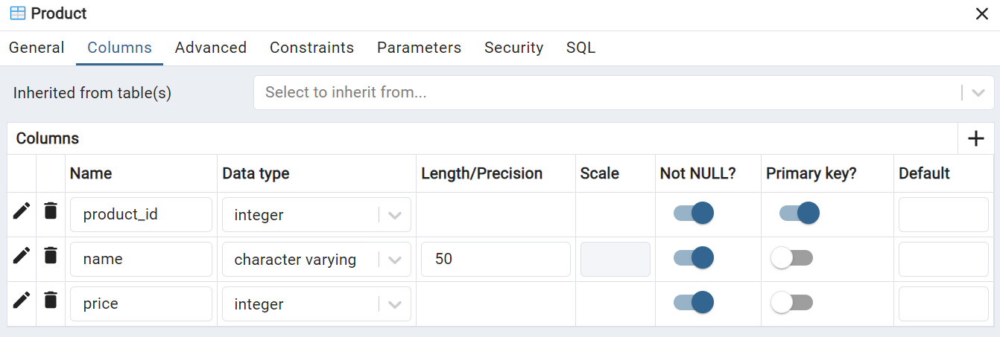 Product
General Columns Advanced Constraints Parameters Security SQL
Inherited from table(s) Select to inherit from...
Columns
Name Data type Length/Precision Scale Not NULL? Primary key? Default
product_id integer
name character varying 50
price integer